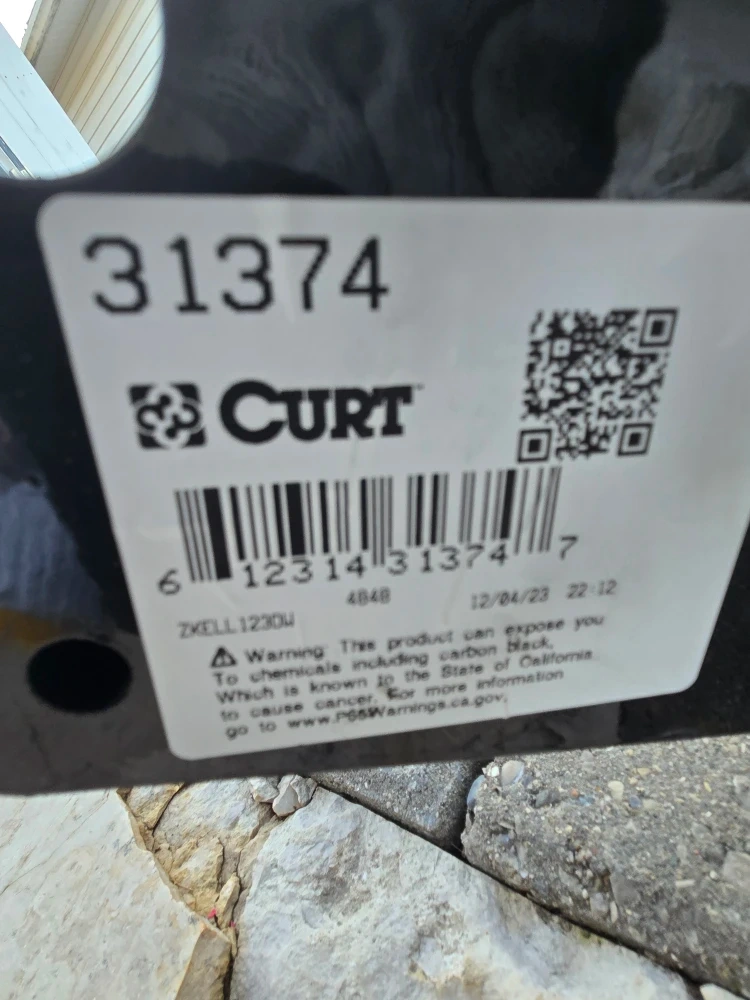 31374
CURT
6 12314 31374 7
4848 12/04/23 22:12
ZKELL1230W
Warning: This product can expose you
To chemicals including carbon black,
Which is known to the State of California
to cause cancer. For more information
go to www.P65Warnings.ca.gov.